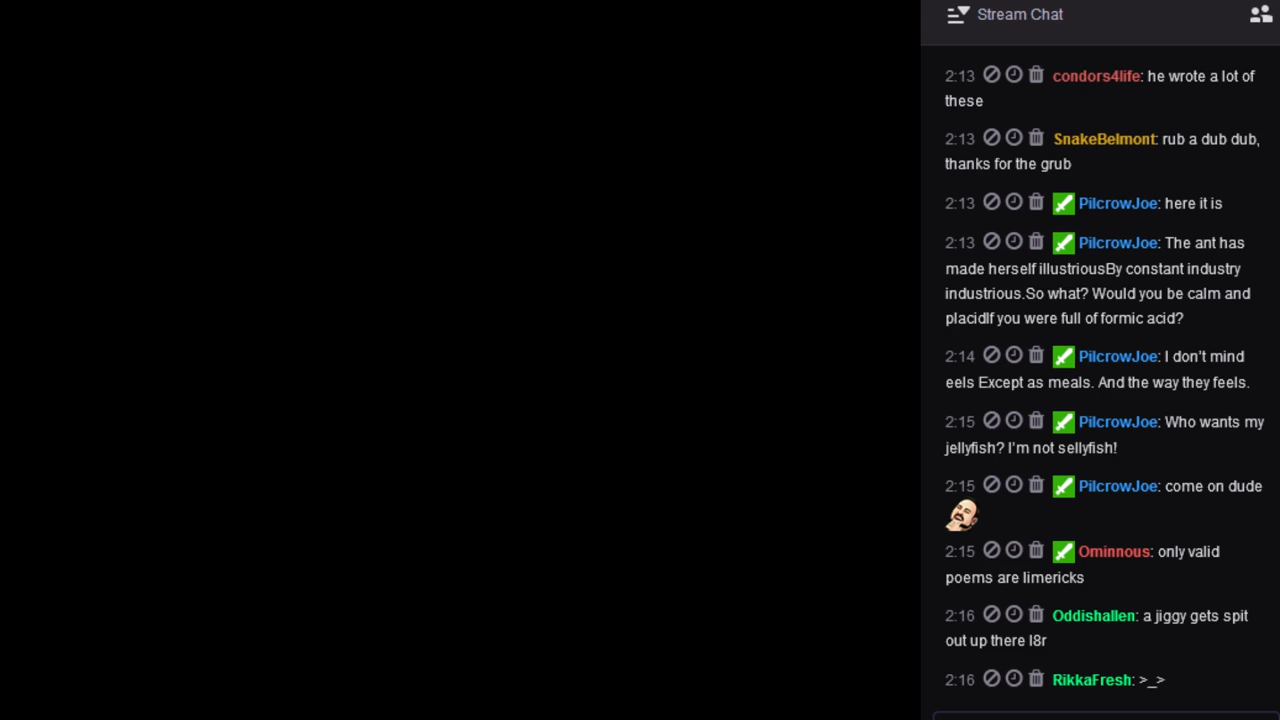 Stream Chat
2:13 condors4life: he wrote a lot of
these
2:13 SnakeBelmont: rub a dub dub,
thanks for the grub
2:13 PilcrowJoe: here it is
2:13 PilcrowJoe: The ant has
made herself illustriousBy constant industry
industrious.So what? Would you be calm and
placidIf you were full of formic acid?
2:14 PilcrowJoe: I don't mind
eels Except as meals. And the way they feels.
2:15 PilcrowJoe: Who wants my
jellyfish? I'm not sellyfish!
2:15 PilcrowJoe: come on dude
2:15 Ominnous: only valid
poems are limericks
2:16 Oddishallen: a jiggy gets spit
out up there l8r
2:16 RikkaFresh: >_>